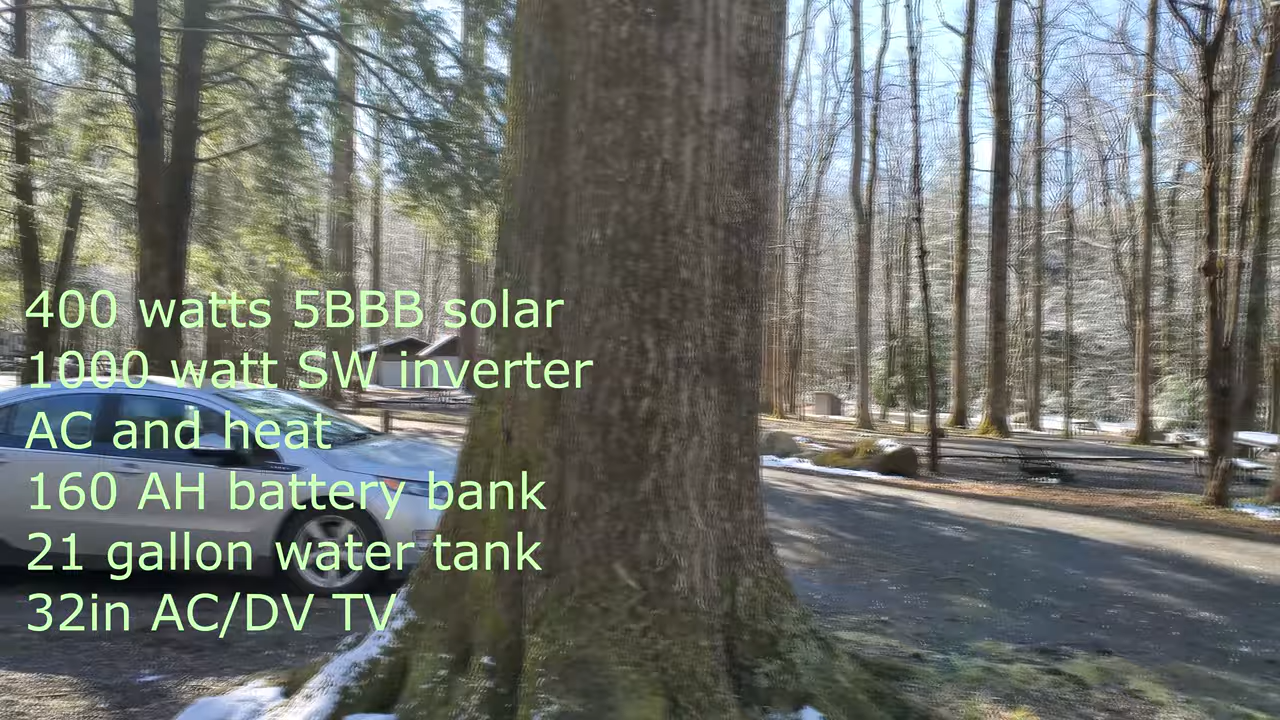 400 watts 5BBB solar
1000 watt SW inverter
AC and heat
160 AH battery bank
21 gallon water tank
32in AC/DV TV